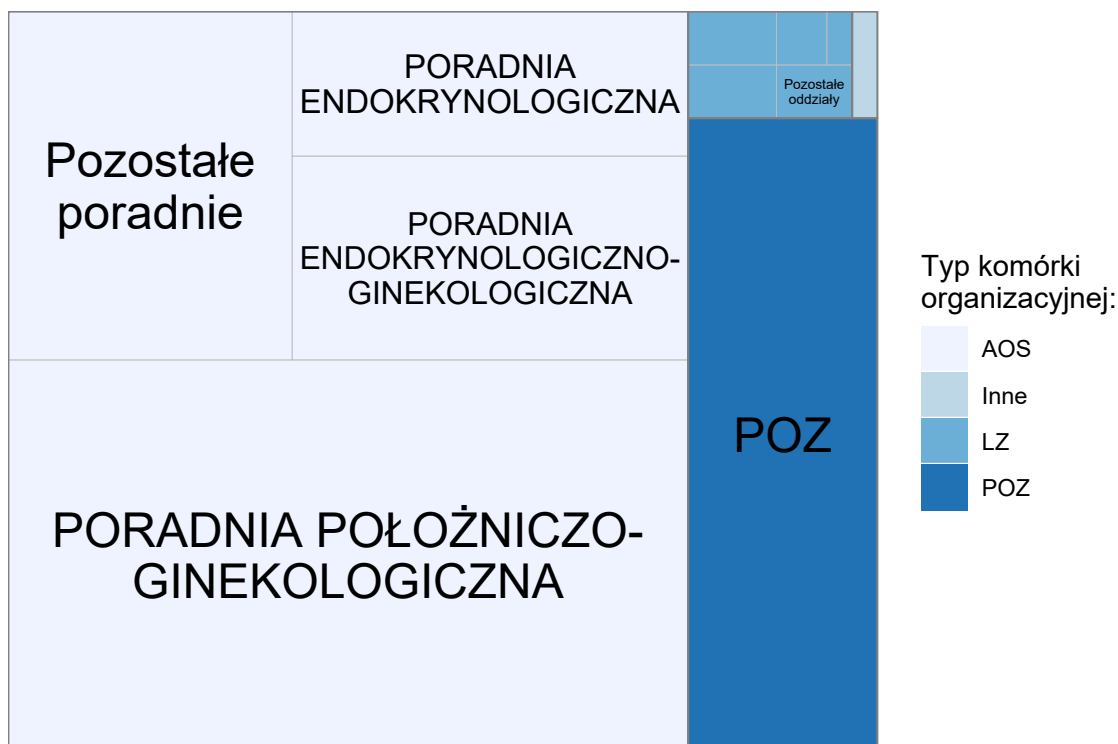 PORADNIA
ENDOKRYNOLOGICZNA
Pozostałe
oddziały
Pozostałe
poradnie
PORADNIA
ENDOKRYNOLOGICZNO-
GINEKOLOGICZNA
POZ
PORADNIA POŁOŻNICZO-
GINEKOLOGICZNA
Typ komórki
organizacyjnej:
AOS
Inne
LZ
POZ